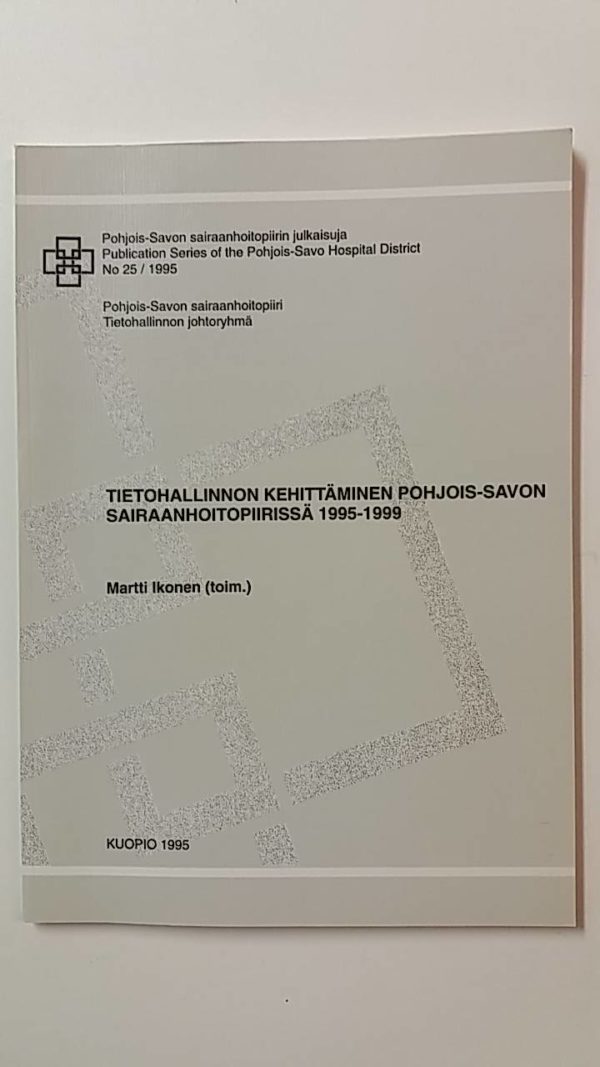 Pohjois-Savon sairaanhoitopiirin julkaisuja
Publication Series of the Pohjois-Savo Hospital District
No 25 / 1995
Pohjois-Savon sairaanhoitopiiri
Tietohallinnon johtoryhmä
TIETOHALLINNON KEHITTÄMINEN POHJOIS-SAVON
SAIRAANHOITOPIIRISSÄ 1995-1999
Martti Ikonen (toim.)
KUOPIO 1995